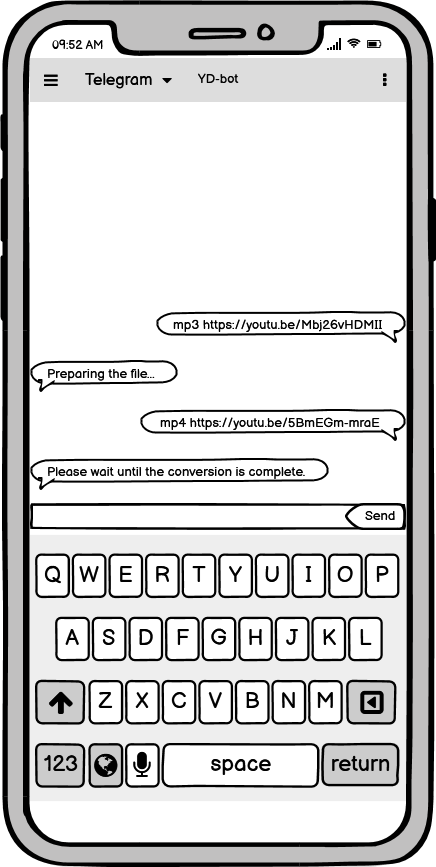 09:52 AM
Telegram YD-bot
mp3 https://youtu.be/Mbj26vHDMII
Preparing the file...
mp4 https://youtu.be/5BmEGm-mraE
Please wait until the conversion is complete.
Send
Q W E R T Y U I O P
A S D F G H J K L
Z X C V B N M
123 space return